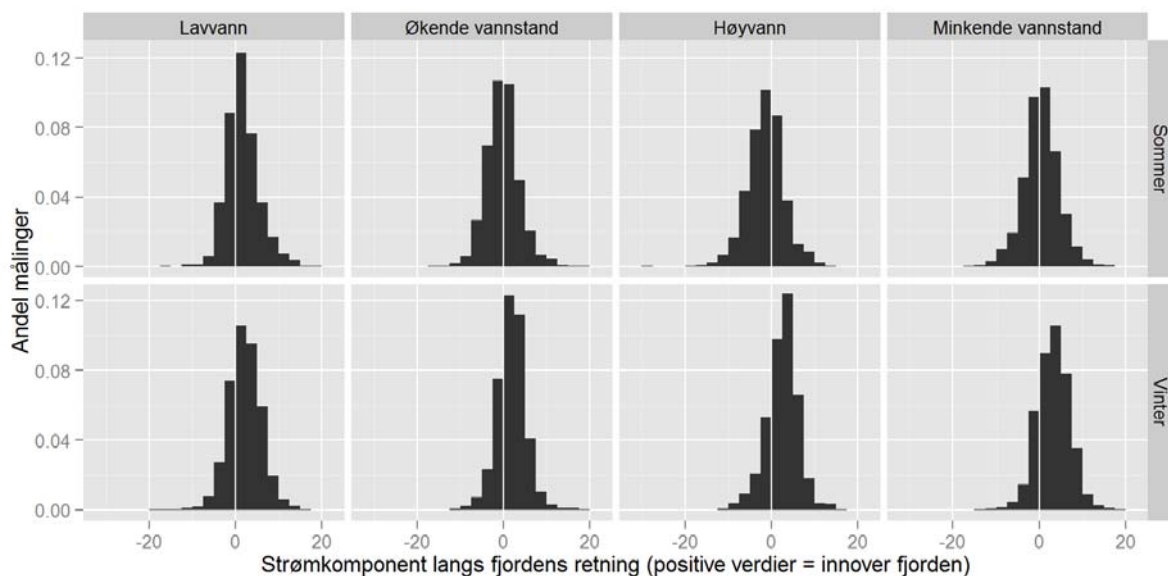 Lavvann Økende vannstand Høyvann Minkende vannstand
Andel målinger
0.12
0.08
0.04
0.00
Sommer
0.12
0.08
0.04
0.00
Vinter
-20 0 20 -20 0 20 -20 0 20 -20 0 20
Strømkomponent langs fjordens retning (positive verdier = innover fjorden)